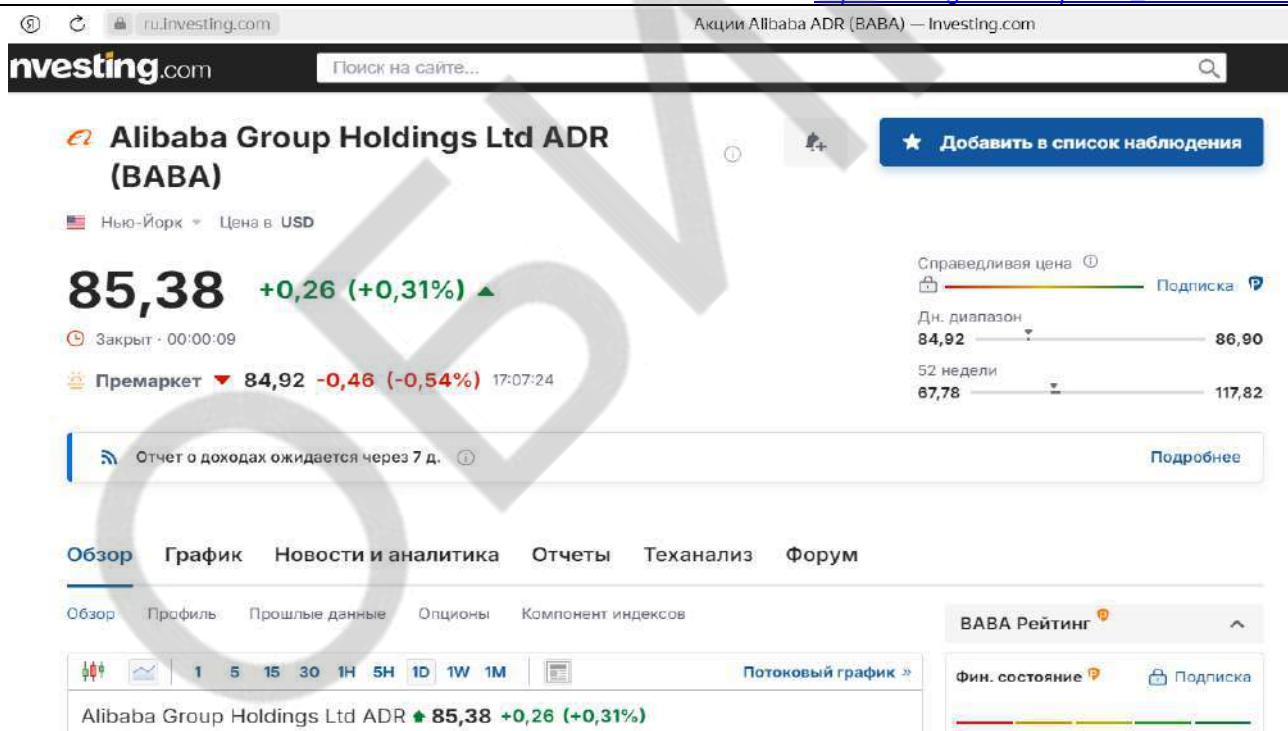 ru.investing.com
Акции Alibaba ADR (BABA) — Investing.com
nvesting.com
Поиск на сайте...
Alibaba Group Holdings Ltd ADR
(BABA)
Добавить в список наблюдения
Нью-Йорк Цена в USD
85,38 +0,26 (+0,31%)
Закрыт · 00:00:09
Премаркет 84,92 -0,46 (-0,54%) 17:07:24
Справедливая цена
Подписка
Дн. диапазон
84,92 86,90
52 недели
67,78 117,82
Отчет о доходах ожидается через 7 д.
Подробнее
Обзор График Новости и аналитика Отчеты Теханализ Форум
Обзор Профиль Прошлые данные Опционы Компонент индексов
1 5 15 30 1H 5H 1D 1W 1M
Потоковый график »
Alibaba Group Holdings Ltd ADR 85,38 +0,26 (+0,31%)
BABA Рейтинг
Фин. состояние Подписка